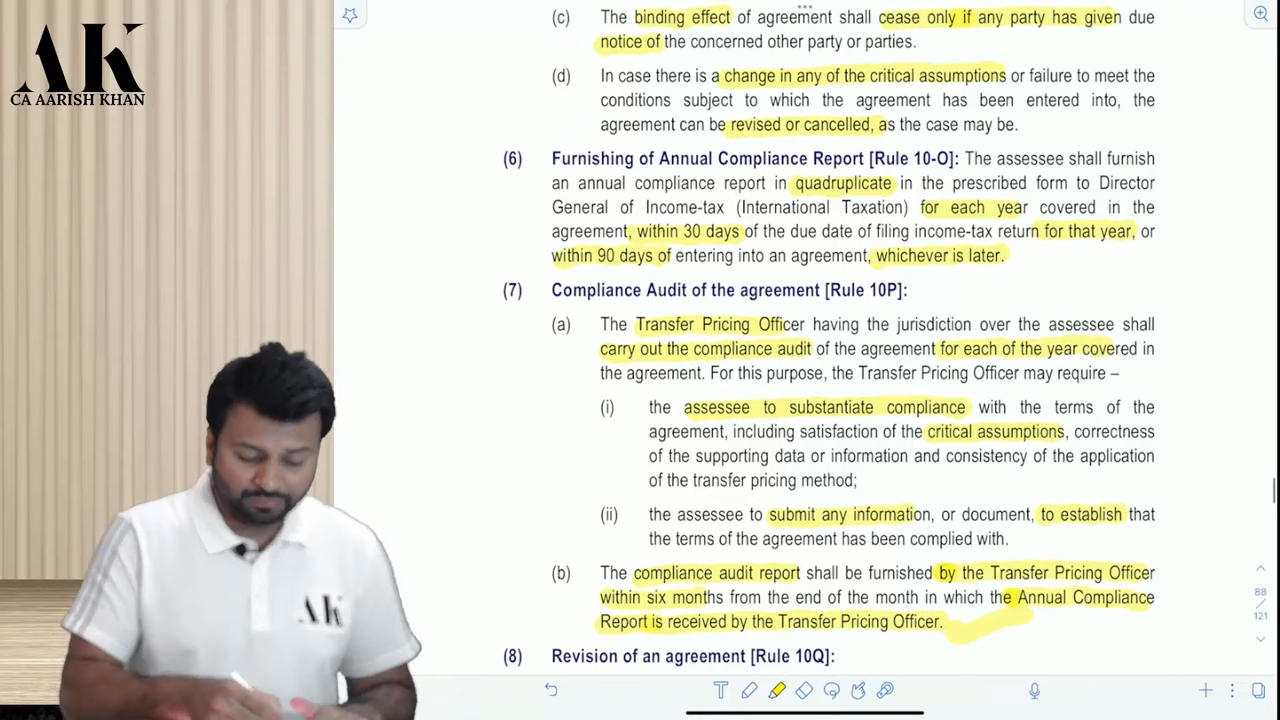 AK
CA AARISH KHAN
(c) The binding effect of agreement shall cease only if any party has given due
notice of the concerned other party or parties.
(d) In case there is a change in any of the critical assumptions or failure to meet the
conditions subject to which the agreement has been entered into, the
agreement can be revised or cancelled, as the case may be.
(6) Furnishing of Annual Compliance Report [Rule 10-O]: The assessee shall furnish
an annual compliance report in quadruplicate in the prescribed form to Director
General of Income-tax (International Taxation) for each year covered in the
agreement, within 30 days of the due date of filing income-tax return for that year, or
within 90 days of entering into an agreement, whichever is later.
(7) Compliance Audit of the agreement [Rule 10P]:
(a) The Transfer Pricing Officer having the jurisdiction over the assessee shall
carry out the compliance audit of the agreement for each of the year covered in
the agreement. For this purpose, the Transfer Pricing Officer may require –
(i) the assessee to substantiate compliance with the terms of the
agreement, including satisfaction of the critical assumptions, correctness
of the supporting data or information and consistency of the application
of the transfer pricing method;
(ii) the assessee to submit any information, or document, to establish that
the terms of the agreement has been complied with.
(b) The compliance audit report shall be furnished by the Transfer Pricing Officer
within six months from the end of the month in which the Annual Compliance
Report is received by the Transfer Pricing Officer.
(8) Revision of an agreement [Rule 10Q]:
88
/
121
AK
T